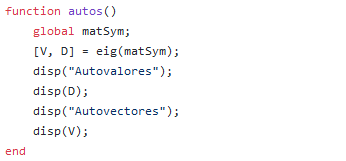 function autos()
    global matSym;
    [V, D] = eig(matSym);
    disp("Autovalores");
    disp(D);
    disp("Autovectores");
    disp(V);
end